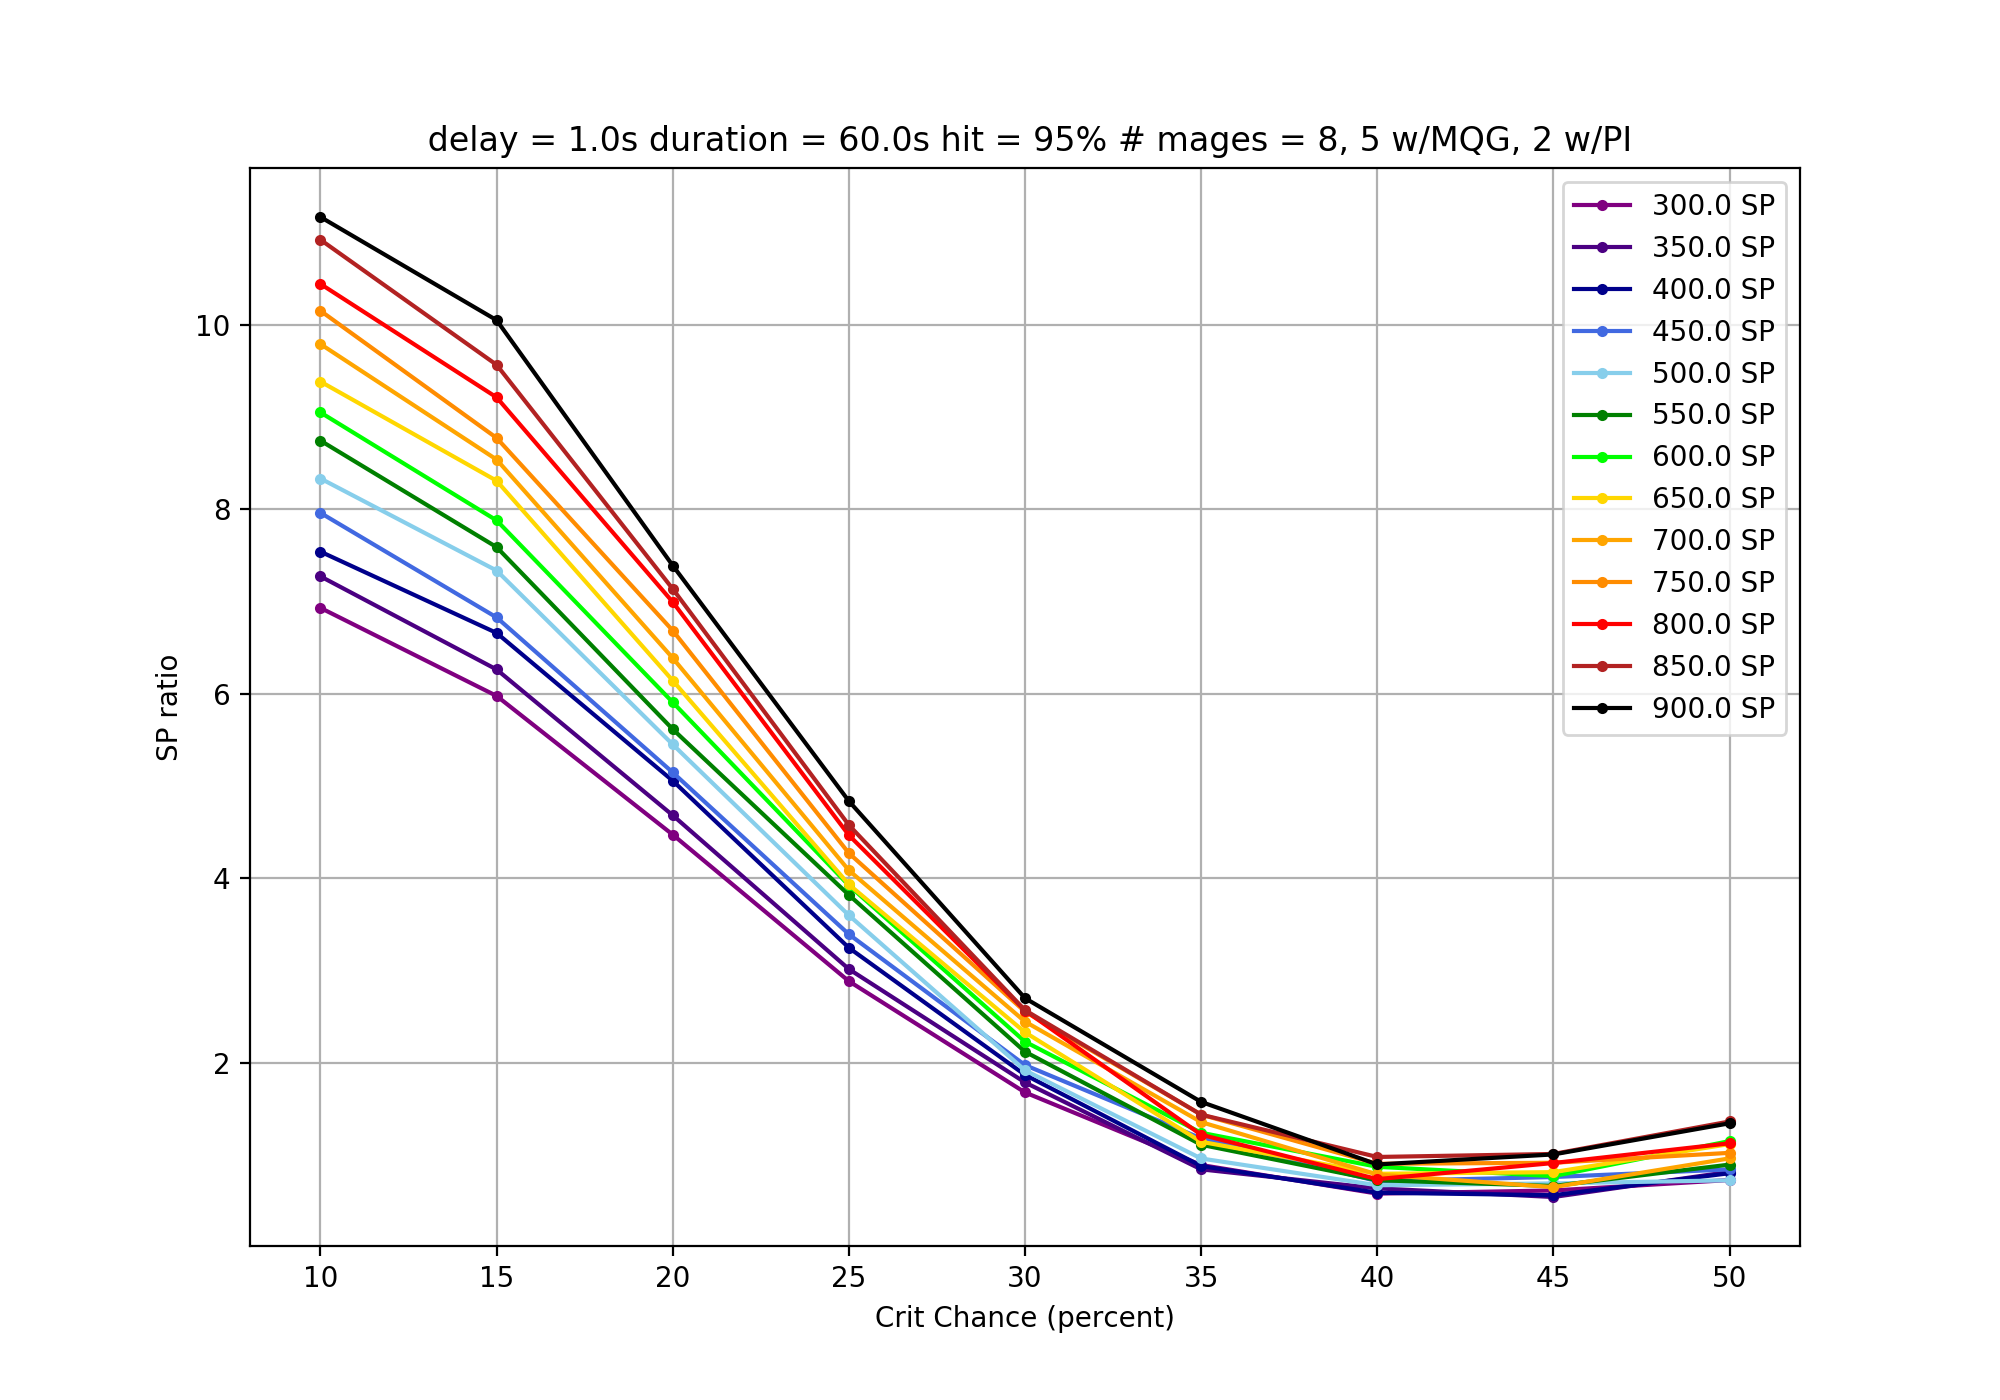 delay = 1.0s duration = 60.0s hit = 95% # mages = 8, 5 w/MQG, 2 w/PI
300.0 SP
350.0 SP
400.0 SP
450.0 SP
500.0 SP
550.0 SP
600.0 SP
650.0 SP
700.0 SP
750.0 SP
800.0 SP
850.0 SP
900.0 SP
SP ratio
10
8
6
4
2
10 15 20 25 30 35 40 45 50
Crit Chance (percent)